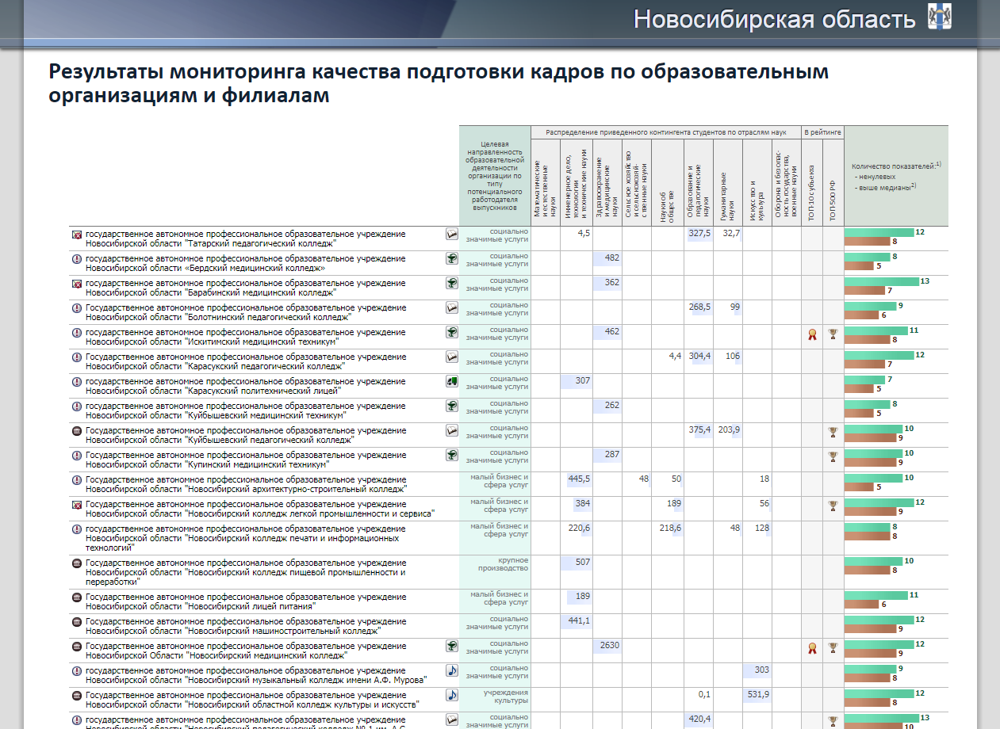 Новосибирская область
Результаты мониторинга качества подготовки кадров по образовательным
организациям и филиалам
Целевая
направленность
образовательной
деятельности
организации по
типу
потенциального
работодателя
выпускников
Распределение приведенного контингента студентов по отраслям наук
В рейтинге
Математические
и естественные
науки
Инженерное дело,
технологии
и технические науки
Здравоохранение
и медицинские
науки
Сельское хозяйство
и сельскохозяй-
ственные науки
Науки об
обществе
Образование и
педагогические
науки
Гуманитарные
науки
Искусство и
культура
Оборона и безопас-
ность государства,
военные науки
ТОП-10 субъекта
ТОП-500 РФ
Количество показателей:1)
- ненулевых
- выше медианы2)
государственное автономное профессиональное образовательное учреждение
Новосибирской области "Татарский педагогический колледж"
социально
значимые услуги
4,5 327,5 32,7
12
8
государственное автономное профессиональное образовательное учреждение
Новосибирской области «Бердский медицинский колледж»
социально
значимые услуги
482
8
5
государственное автономное профессиональное образовательное учреждение
Новосибирской области "Барабинский медицинский колледж"
социально
значимые услуги
362
13
7
Государственное автономное профессиональное образовательное учреждение
Новосибирской области "Болотнинский педагогический колледж"
социально
значимые услуги
268,5 99
9
6
государственное автономное профессиональное образовательное учреждение
Новосибирской области "Искитимский медицинский техникум"
социально
значимые услуги
462
11
8
государственное автономное профессиональное образовательное учреждение
Новосибирской области "Карасукский педагогический колледж"
социально
значимые услуги
4,4 304,4 106
12
7
государственное автономное профессиональное образовательное учреждение
Новосибирской области "Карасукский политехнический лицей"
социально
значимые услуги
307
7
5
государственное автономное профессиональное образовательное учреждение
Новосибирской области "Куйбышевский медицинский техникум"
социально
значимые услуги
262
8
5
государственное автономное профессиональное образовательное учреждение
Новосибирской области "Куйбышевский педагогический колледж"
социально
значимые услуги
375,4 203,9
10
9
Государственное автономное профессиональное образовательное учреждение
Новосибирской области "Купинский медицинский техникум"
социально
значимые услуги
287
10
9
Государственное автономное профессиональное образовательное учреждение
Новосибирской области "Новосибирский архитектурно-строительный колледж"
малый бизнес и
сфера услуг
445,5 48 50 18
10
5
Государственное автономное профессиональное образовательное учреждение
Новосибирской области "Новосибирский колледж легкой промышленности и сервиса"
малый бизнес и
сфера услуг
384 189 56
12
9
государственное автономное профессиональное образовательное учреждение
Новосибирской области "Новосибирский колледж печати и информационных
технологий"
малый бизнес и
сфера услуг
220,6 218,6 48 128
8
8
Государственное автономное профессиональное образовательное учреждение
Новосибирской области "Новосибирский колледж пищевой промышленности и
переработки"
крупное
производство
507
10
8
Государственное автономное профессиональное образовательное учреждение
Новосибирской области "Новосибирский лицей питания"
малый бизнес и
сфера услуг
189
11
6
Государственное автономное профессиональное образовательное учреждение
Новосибирской области "Новосибирский машиностроительный колледж"
социально
значимые услуги
441,1
12
9
Государственное автономное профессиональное образовательное учреждение
Новосибирской Области "Новосибирский медицинский колледж"
социально
значимые услуги
2630
12
9
государственное автономное профессиональное образовательное учреждение
Новосибирской области "Новосибирский музыкальный колледж имени А.Ф. Мурова"
социально
значимые услуги
303
9
8
Государственное автономное профессиональное образовательное учреждение
Новосибирской области "Новосибирский областной колледж культуры и искусств"
учреждения
культуры
0,1 531,9
12
8
государственное автономное профессиональное образовательное учреждение
Новосибирской области "Новосибирский педагогический колледж № 1 им. А.С.
социально
значимые услуги
420,4
13
10